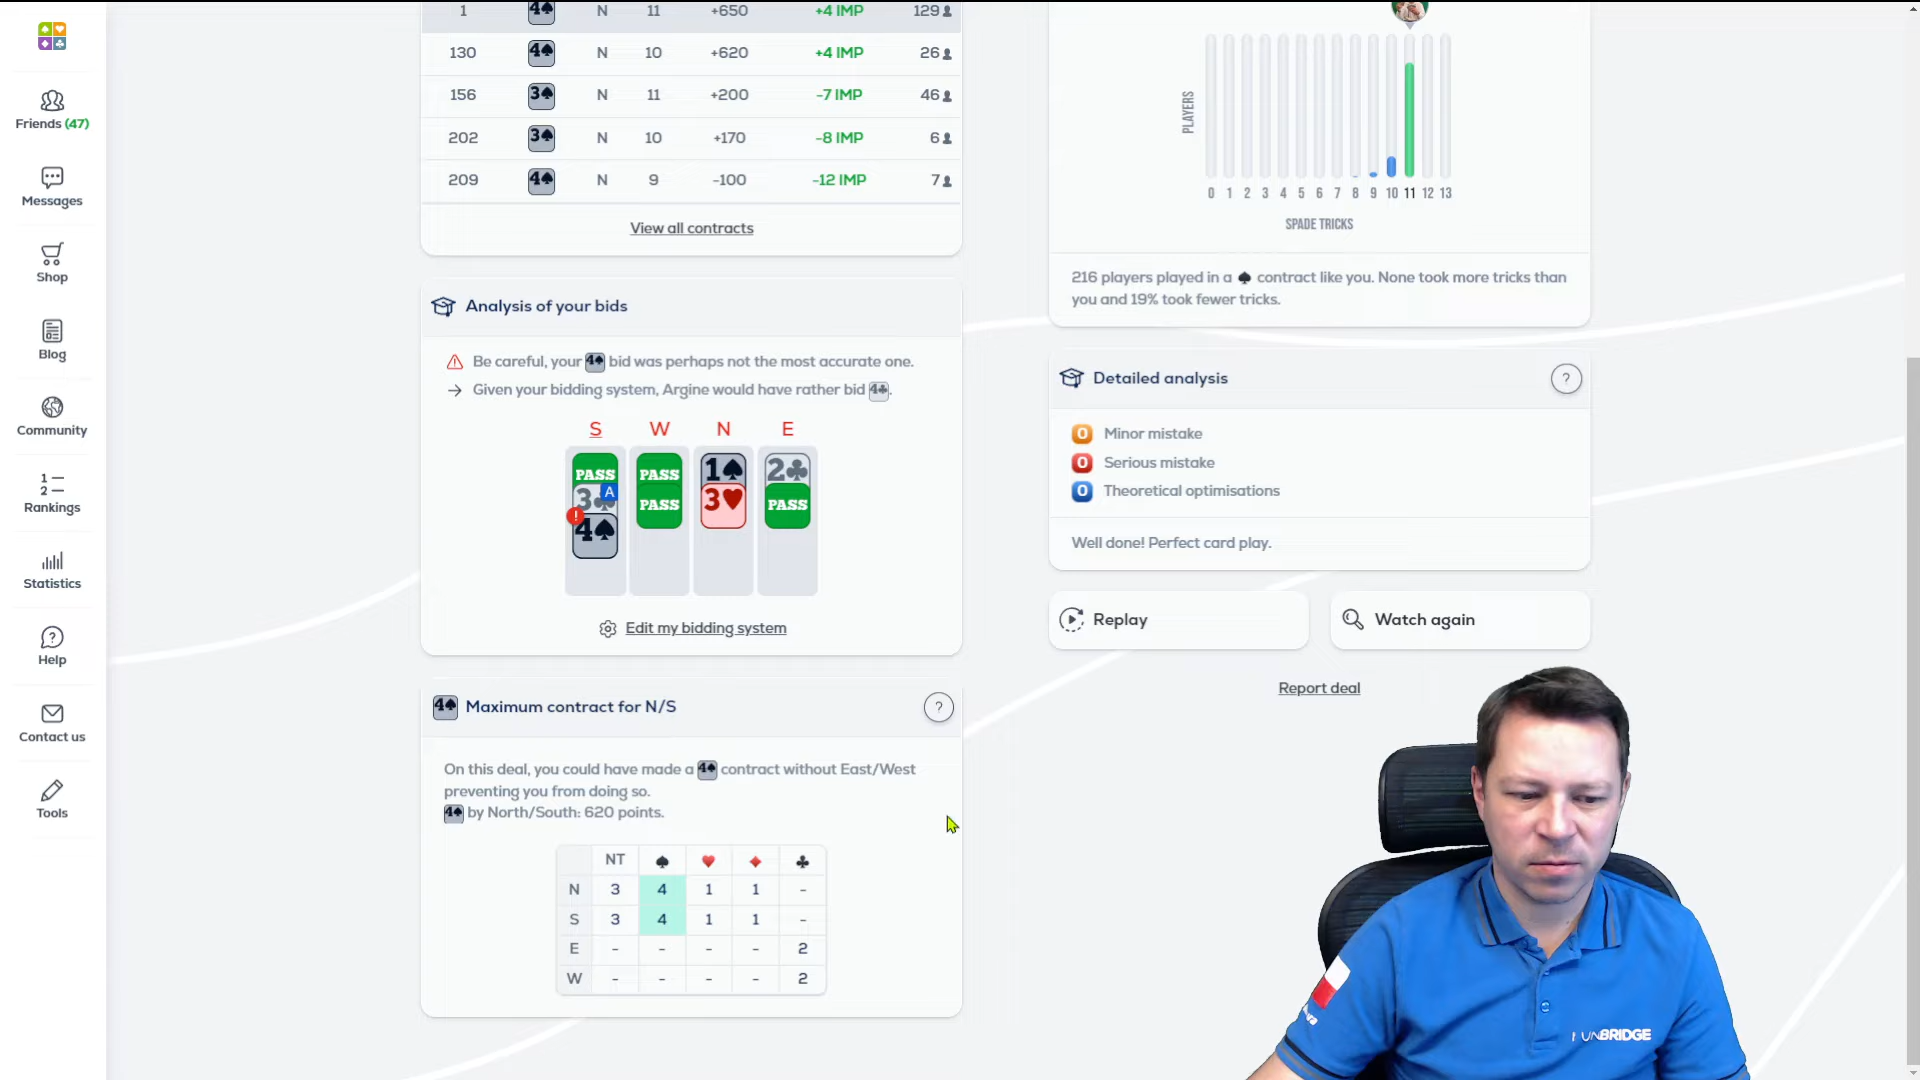 Friends (47)
Messages
Shop
Blog
Community
1
2
Rankings
Statistics
Help
Contact us
Tools
1 4♠ N 11 +650 +4 IMP 129
130 4♠ N 10 +620 +4 IMP 26
156 3♠ N 11 +200 -7 IMP 46
202 3♠ N 10 +170 -8 IMP 6
209 4♠ N 9 -100 -12 IMP 7
View all contracts
Analysis of your bids
Be careful, your 4♠ bid was perhaps not the most accurate one.
→ Given your bidding system, Argine would have rather bid 4♣.
S W N E
PASS PASS 1♠ 2♣
3♣ A PASS 3♥ PASS
! 4♠
Edit my bidding system
4♠ Maximum contract for N/S ?
On this deal, you could have made a 4♠ contract without East/West
preventing you from doing so.
4♠ by North/South: 620 points.
NT ♠ ♥ ♦ ♣
N 3 4 1 1 -
S 3 4 1 1 -
E - - - - 2
W - - - - 2
PLAYERS
0 1 2 3 4 5 6 7 8 9 10 11 12 13
SPADE TRICKS
216 players played in a ♠ contract like you. None took more tricks than
you and 19% took fewer tricks.
Detailed analysis ?
0 Minor mistake
0 Serious mistake
0 Theoretical optimisations
Well done! Perfect card play.
Replay
Watch again
Report deal
FUNBRIDGE